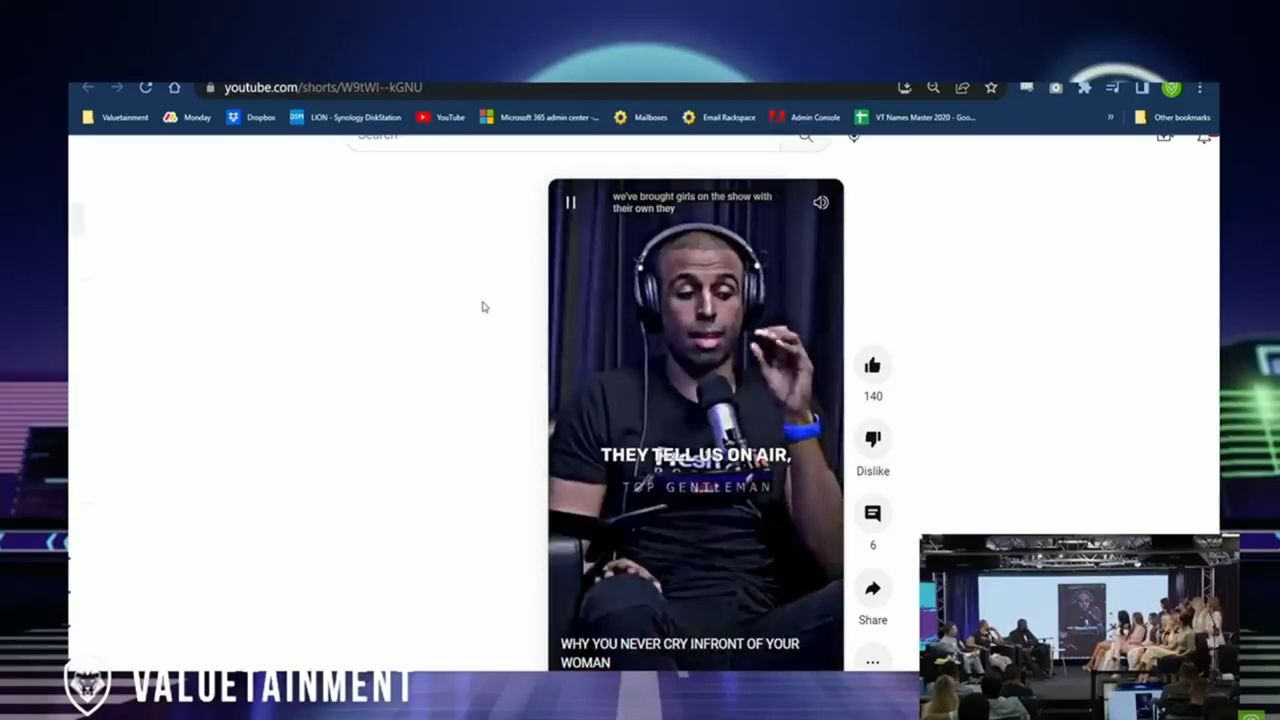 youtube.com/shorts/W9tWl--kGNU
Valuetainment Monday Dropbox DSM LION - Synology DiskStation YouTube Microsoft 365 admin center -... Mailboxes Email Rackspace Admin Console VT Names Master 2020 - Goo... » Other bookmarks
Search
we've brought girls on the show with
their own they
THEY TELL US ON AIR,
TOP GENTLEMAN
140
Dislike
6
Share
WHY YOU NEVER CRY INFRONT OF YOUR
WOMAN
VALUETAINMENT